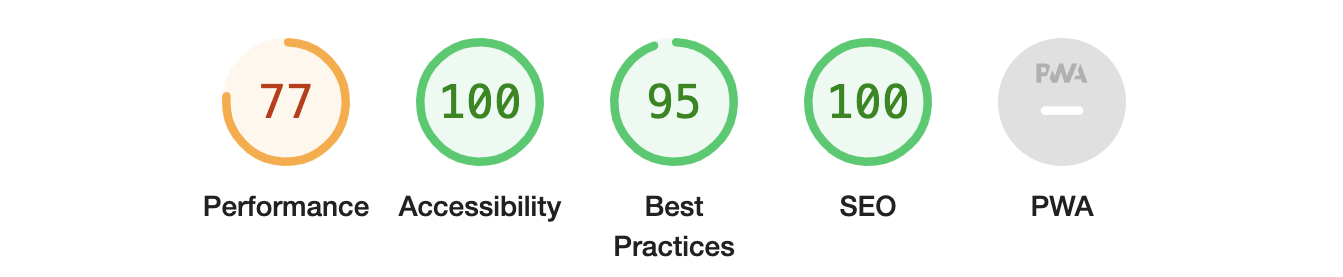 77
100
95
100
PWA
Performance
Accessibility
Best
Practices
SEO
PWA